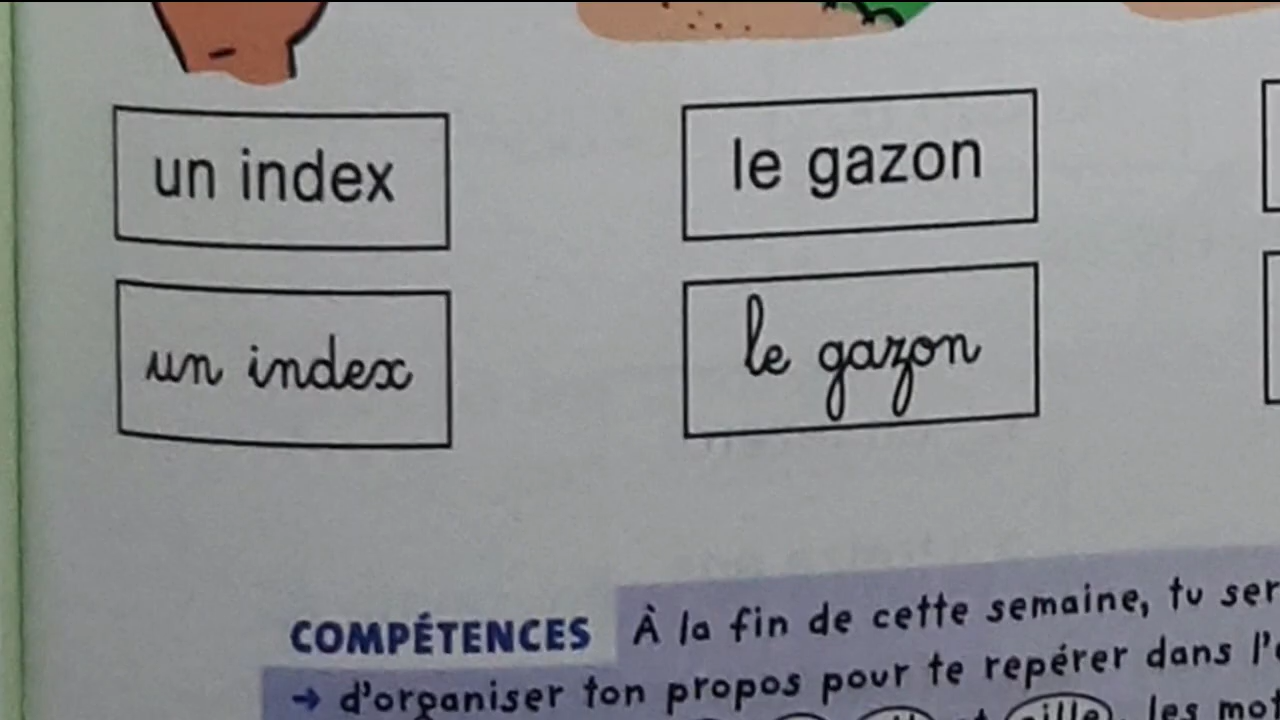 un index
le gazon
un index
le gazon
COMPÉTENCES À la fin de cette semaine, tu
→ d'organiser ton propos pour te repérer dans
les